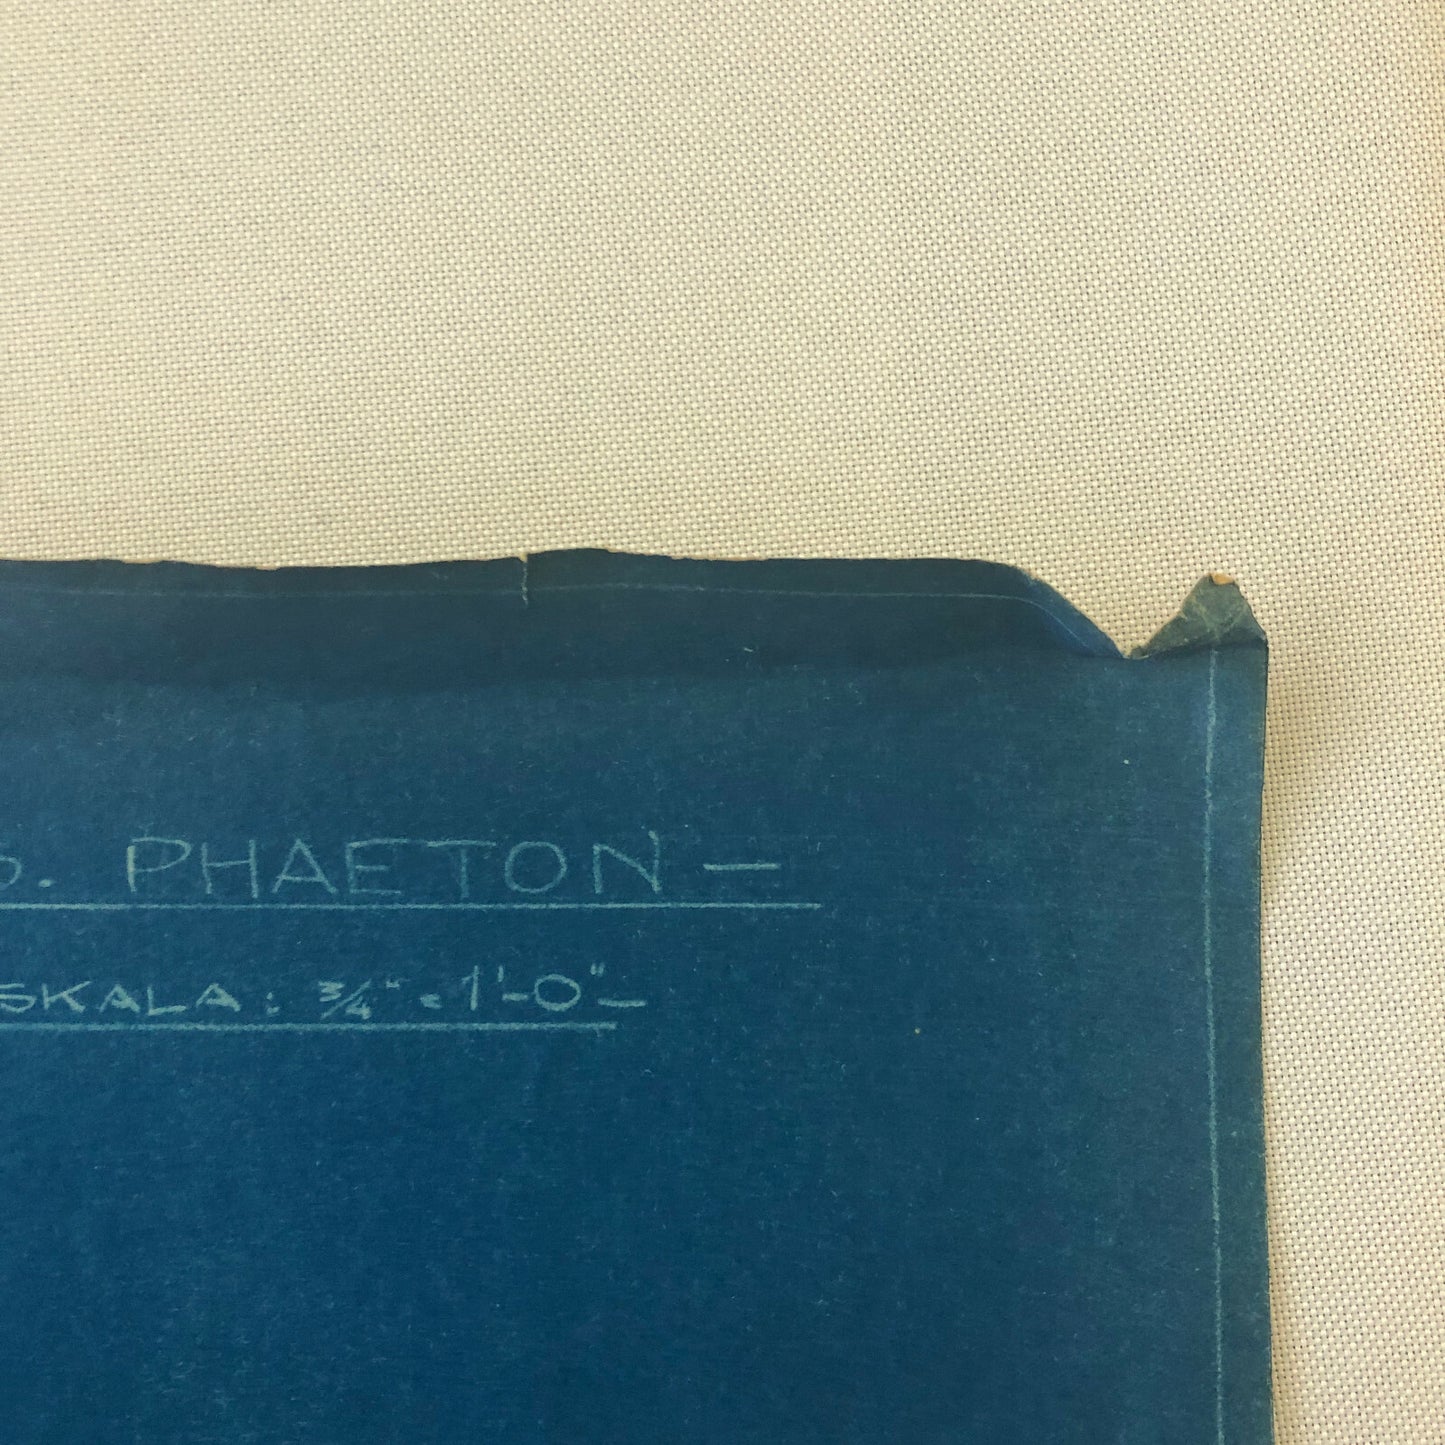 . PHAETON —
SKALA: 3/4" = 1'-0" —